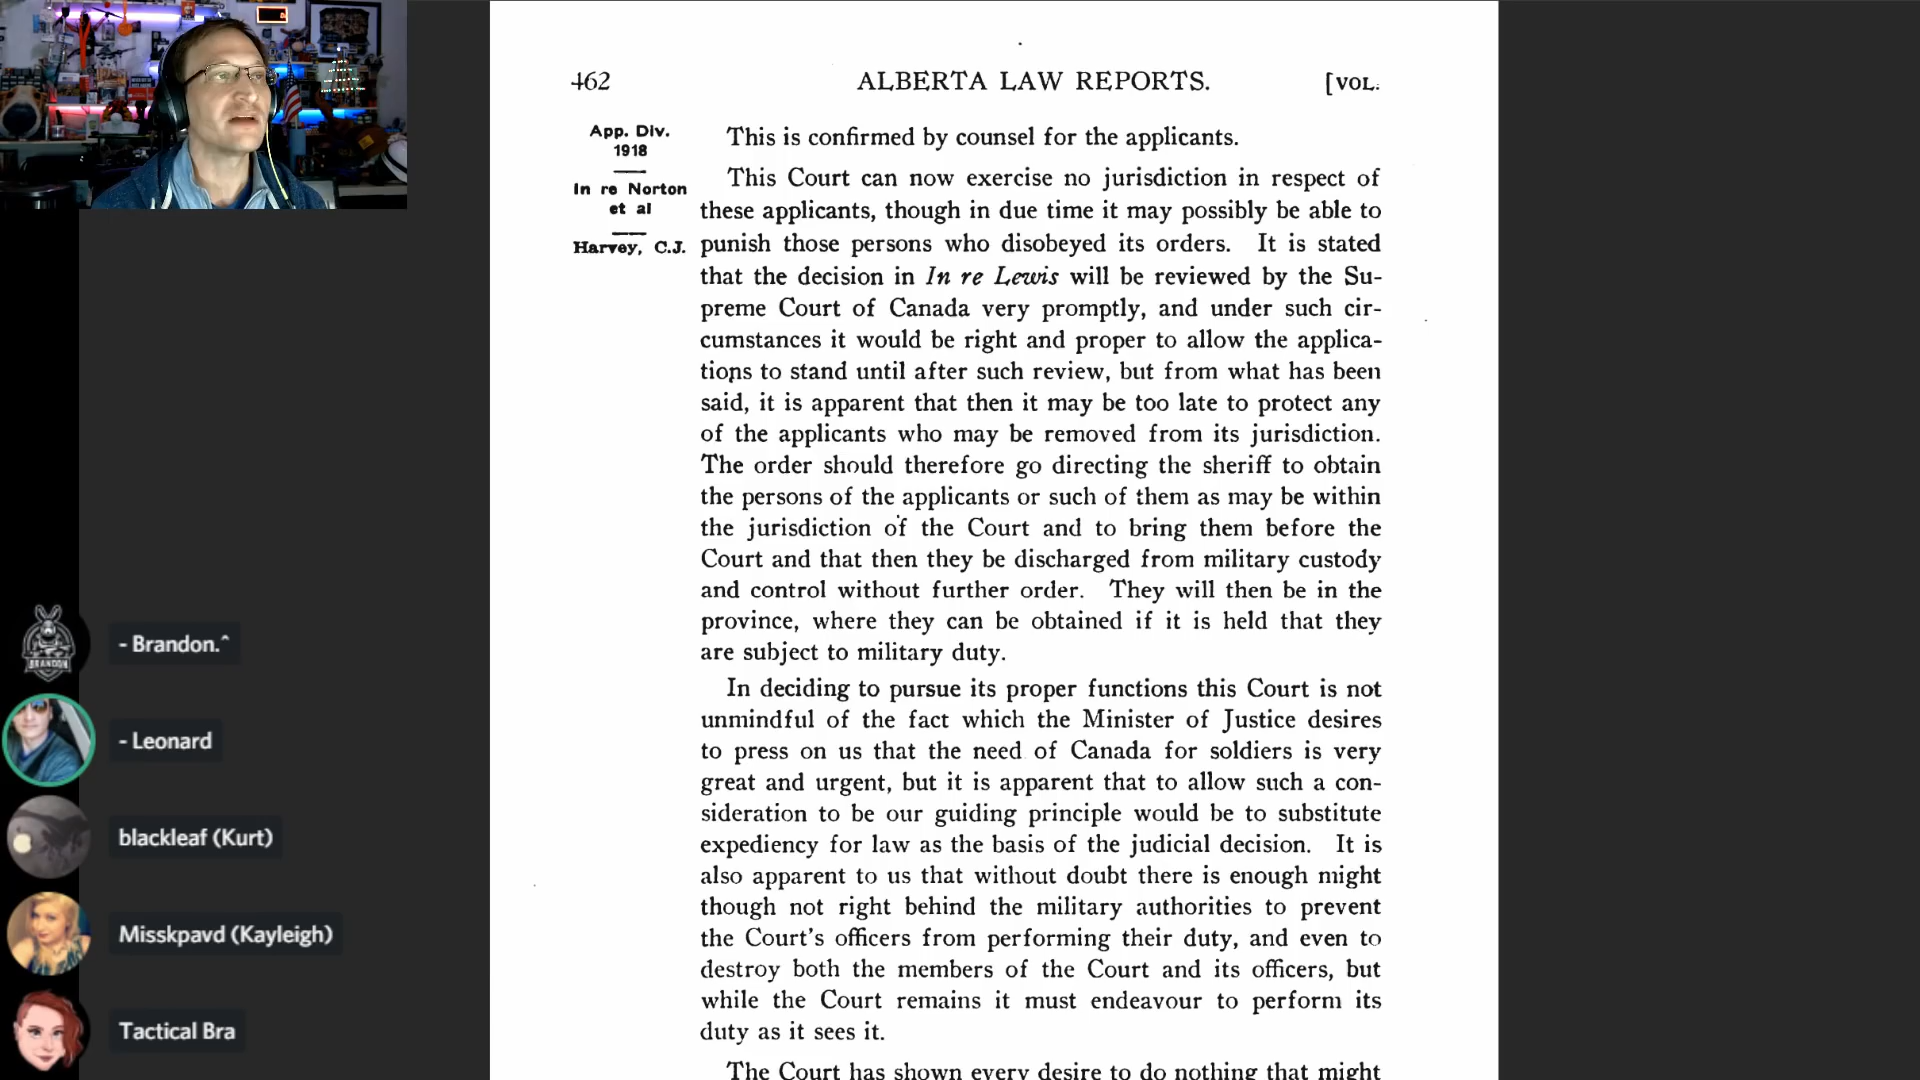 462 ALBERTA LAW REPORTS. [VOL.
App. Div.
1918
In re Norton
et al
Harvey, C.J.
This is confirmed by counsel for the applicants.
This Court can now exercise no jurisdiction in respect of
these applicants, though in due time it may possibly be able to
punish those persons who disobeyed its orders. It is stated
that the decision in In re Lewis will be reviewed by the Su-
preme Court of Canada very promptly, and under such cir-
cumstances it would be right and proper to allow the applica-
tions to stand until after such review, but from what has been
said, it is apparent that then it may be too late to protect any
of the applicants who may be removed from its jurisdiction.
The order should therefore go directing the sheriff to obtain
the persons of the applicants or such of them as may be within
the jurisdiction of the Court and to bring them before the
Court and that then they be discharged from military custody
and control without further order. They will then be in the
province, where they can be obtained if it is held that they
are subject to military duty.
In deciding to pursue its proper functions this Court is not
unmindful of the fact which the Minister of Justice desires
to press on us that the need of Canada for soldiers is very
great and urgent, but it is apparent that to allow such a con-
sideration to be our guiding principle would be to substitute
expediency for law as the basis of the judicial decision. It is
also apparent to us that without doubt there is enough might
though not right behind the military authorities to prevent
the Court's officers from performing their duty, and even to
destroy both the members of the Court and its officers, but
while the Court remains it must endeavour to perform its
duty as it sees it.
The Court has shown every desire to do nothing that might
BRANDON
- Brandon.^
- Leonard
blackleaf (Kurt)
Misskpavd (Kayleigh)
Tactical Bra